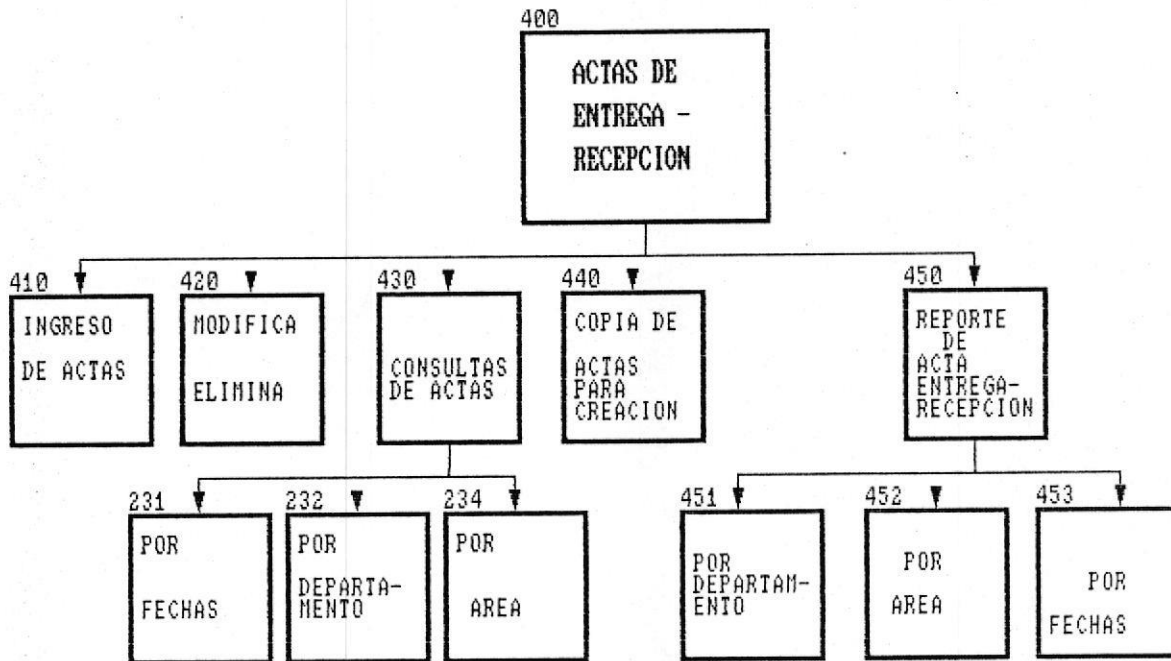 400
ACTAS DE
ENTREGA -
RECEPCION
410
INGRESO
DE ACTAS
420
MODIFICA
ELIMINA
430
CONSULTAS
DE ACTAS
440
COPIA DE
ACTAS
PARA
CREACION
450
REPORTE
DE
ACTA
ENTREGA-
RECEPCION
231
POR
FECHAS
232
POR
DEPARTA-
MENTO
234
POR
AREA
451
POR
DEPARTAM-
ENTO
452
POR
AREA
453
POR
FECHAS